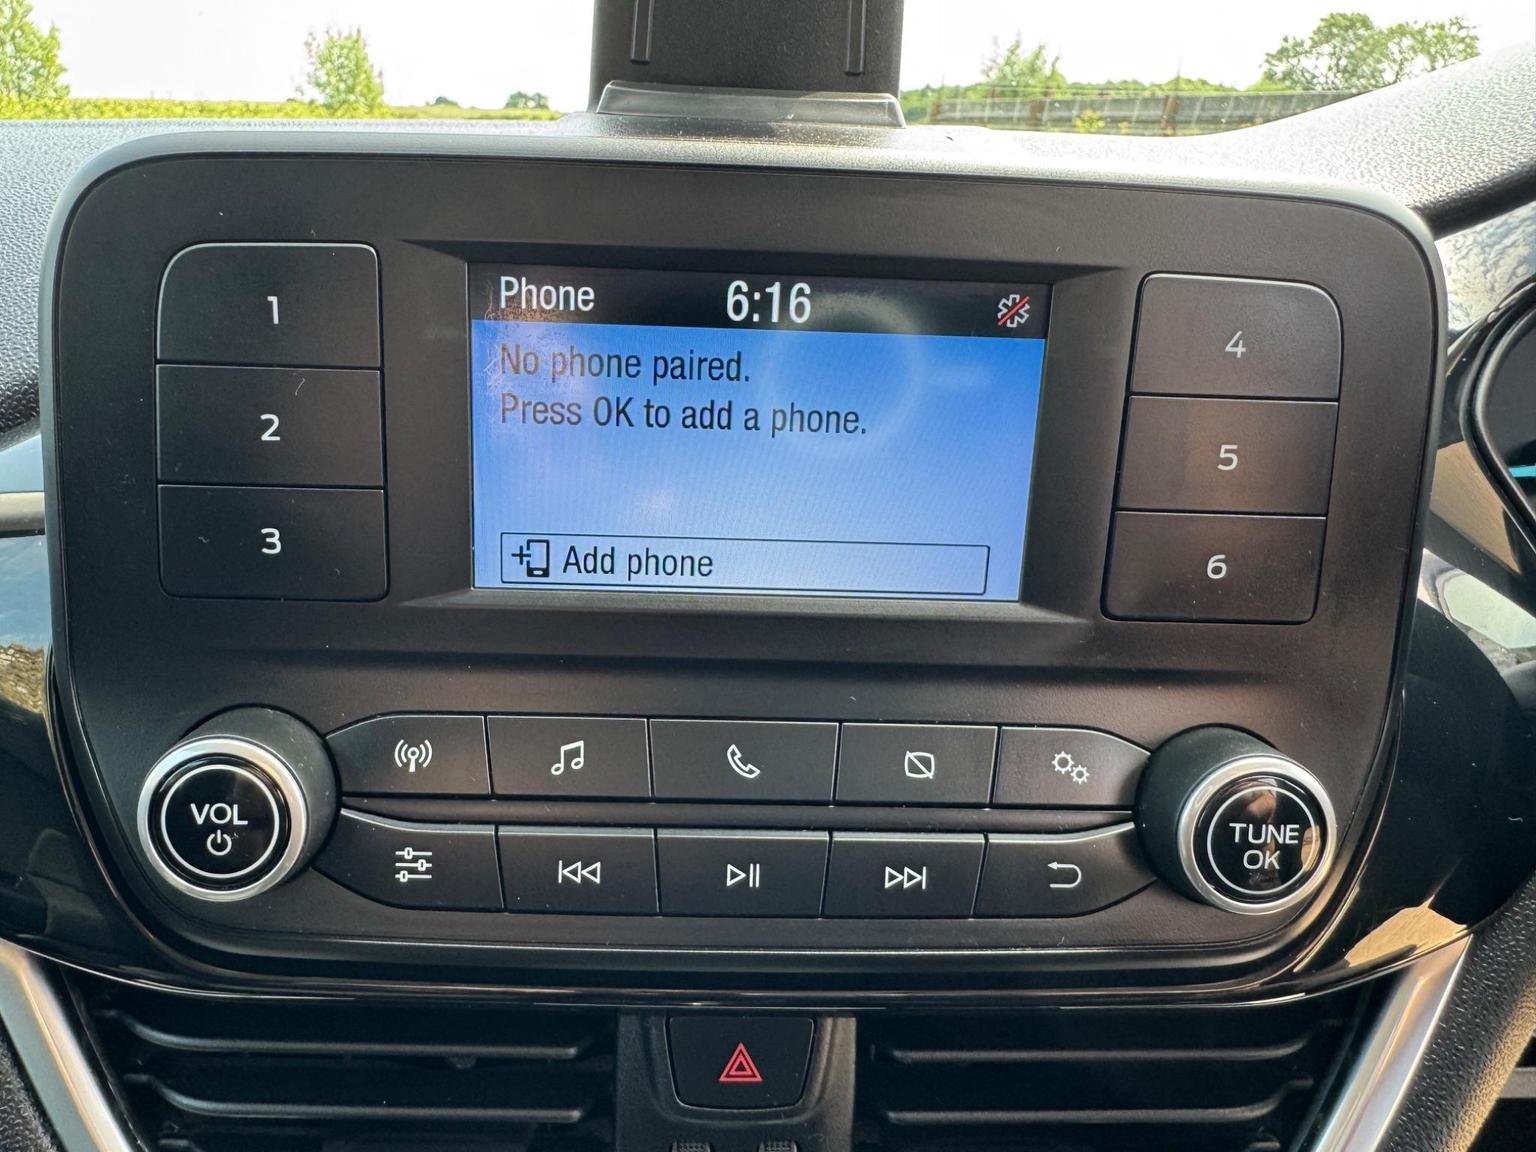 Phone 6:16
No phone paired.
Press OK to add a phone.
Add phone
1
2
3
4
5
6
VOL
TUNE
OK